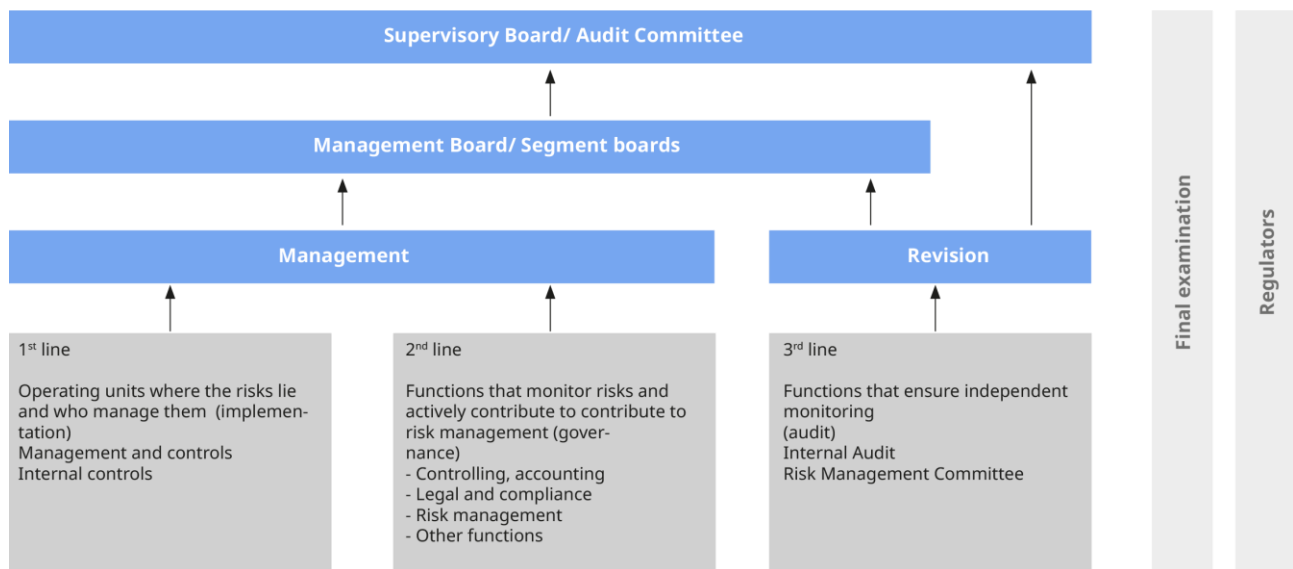 Supervisory Board/ Audit Committee
Management Board/ Segment boards
Management
Revision
1st line
Operating units where the risks lie
and who manage them (implemen-
tation)
Management and controls
Internal controls
2nd line
Functions that monitor risks and
actively contribute to contribute to
risk management (gover-
nance)
- Controlling, accounting
- Legal and compliance
- Risk management
- Other functions
3rd line
Functions that ensure independent
monitoring
(audit)
Internal Audit
Risk Management Committee
Final examination
Regulators